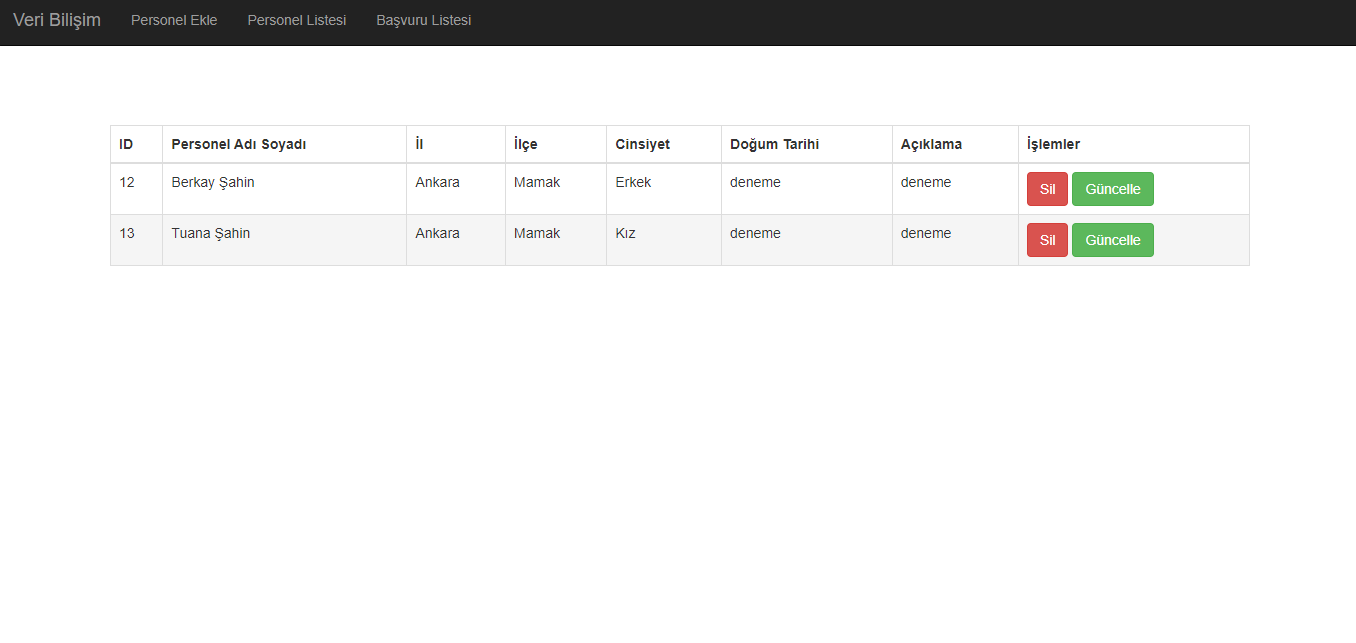 Veri Bilişim Personel Ekle Personel Listesi Başvuru Listesi
ID Personel Adı Soyadı İl İlçe Cinsiyet Doğum Tarihi Açıklama İşlemler
12 Berkay Şahin Ankara Mamak Erkek deneme deneme Sil Güncelle
13 Tuana Şahin Ankara Mamak Kız deneme deneme Sil Güncelle